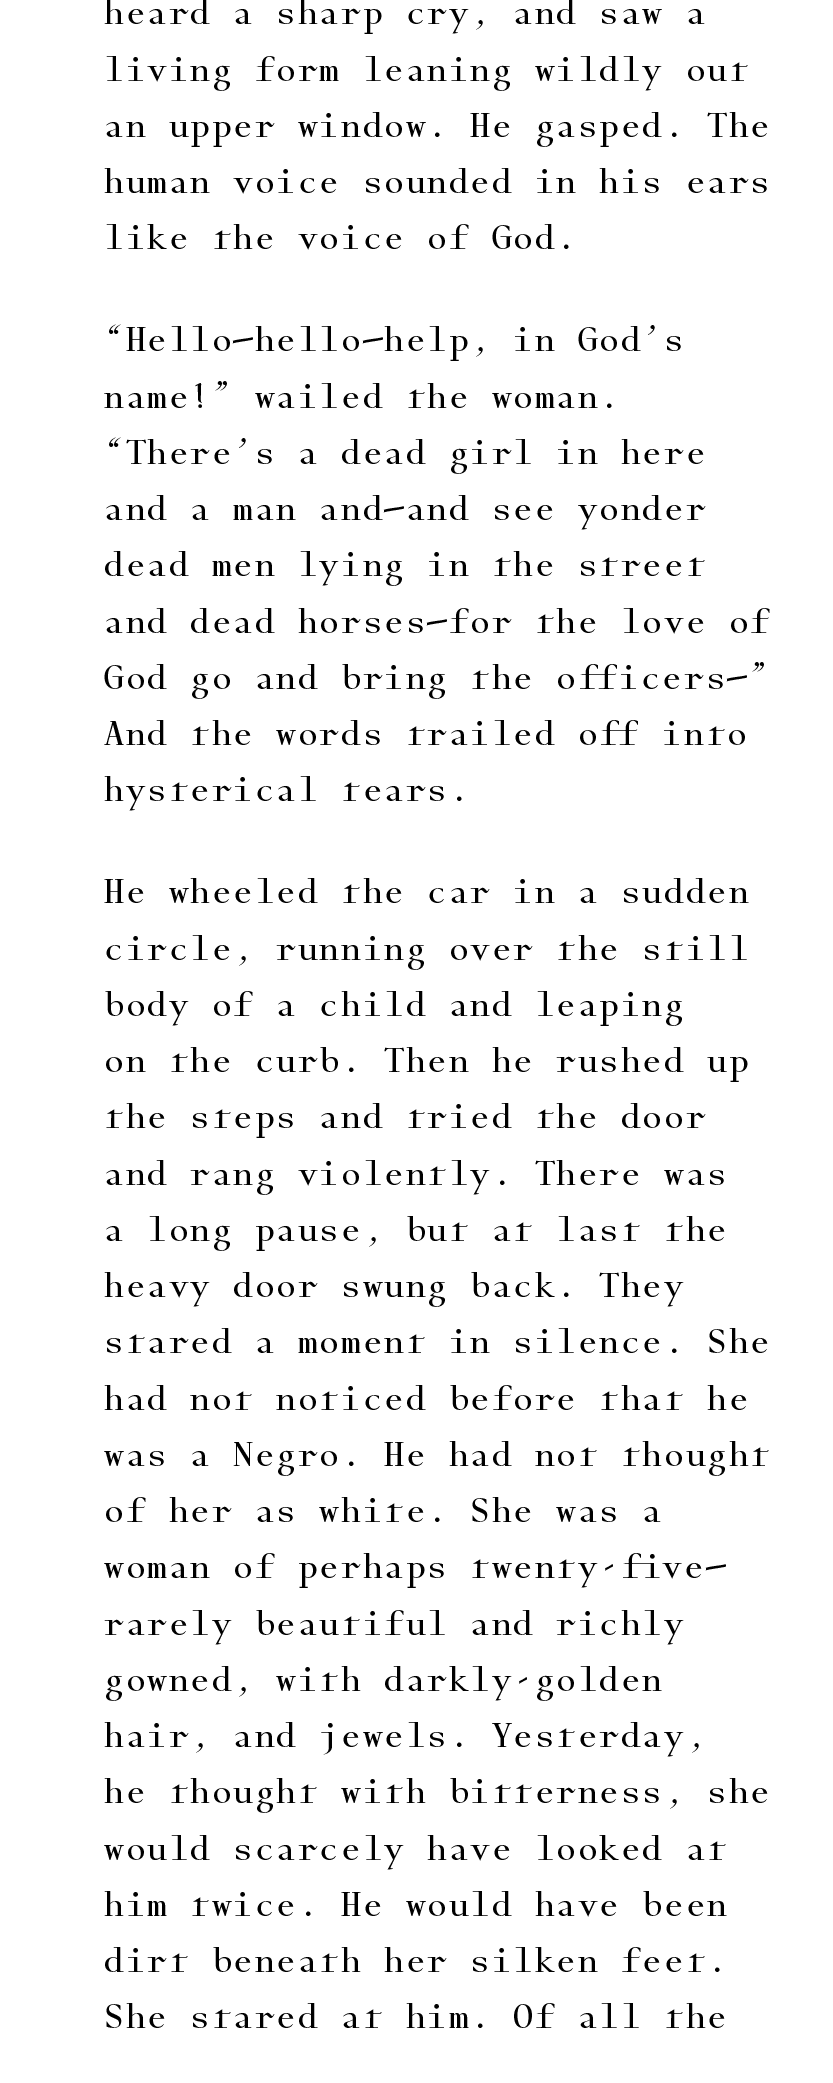 heard a sharp cry, and saw a
living form leaning wildly out
an upper window. He gasped. The
human voice sounded in his ears
like the voice of God.
“Hello—hello—help, in God’s
name!” wailed the woman.
“There’s a dead girl in here
and a man and—and see yonder
dead men lying in the street
and dead horses—for the love of
God go and bring the officers—”
And the words trailed off into
hysterical tears.
He wheeled the car in a sudden
circle, running over the still
body of a child and leaping
on the curb. Then he rushed up
the steps and tried the door
and rang violently. There was
a long pause, but at last the
heavy door swung back. They
stared a moment in silence. She
had not noticed before that he
was a Negro. He had not thought
of her as white. She was a
woman of perhaps twenty-five—
rarely beautiful and richly
gowned, with darkly-golden
hair, and jewels. Yesterday,
he thought with bitterness, she
would scarcely have looked at
him twice. He would have been
dirt beneath her silken feet.
She stared at him. Of all the